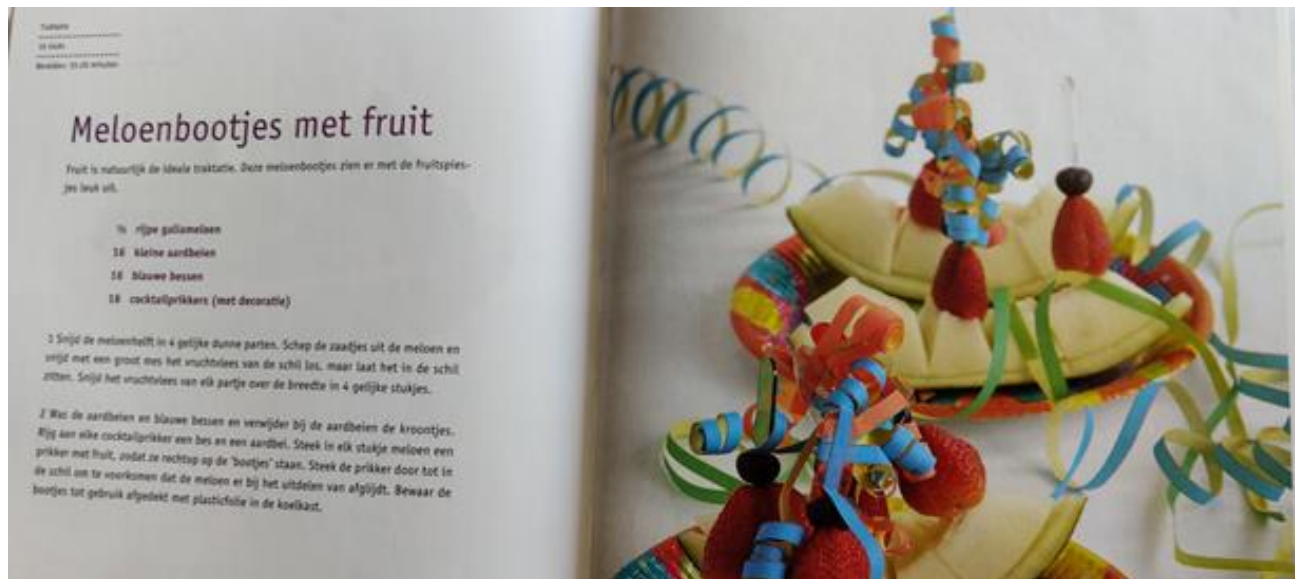 Traktatie
16 stuks
Bereiden: 15-20 minuten
Meloenbootjes met fruit
Fruit is natuurlijk de ideale traktatie. Deze meloenbootjes zien er met de fruitspies-
jes leuk uit.
½ rijpe galiameloen
16 kleine aardbeien
16 blauwe bessen
16 cocktailprikkers (met decoratie)
1 Snijd de meloenhelft in 4 gelijke dunne parten. Schep de zaadjes uit de meloen en
snijd met een groot mes het vruchtvlees van de schil los, maar laat het in de schil
zitten. Snijd het vruchtvlees van elk partje over de breedte in 4 gelijke stukjes.
2 Was de aardbeien en blauwe bessen en verwijder bij de aardbeien de kroontjes.
Rijg aan elke cocktailprikker een bes en een aardbei. Steek in elk stukje meloen een
prikker met fruit, zodat ze rechtop op de 'bootjes' staan. Steek de prikker door tot in
de schil om te voorkomen dat de meloen er bij het uitdelen van afglijdt. Bewaar de
bootjes tot gebruik afgedekt met plasticfolie in de koelkast.